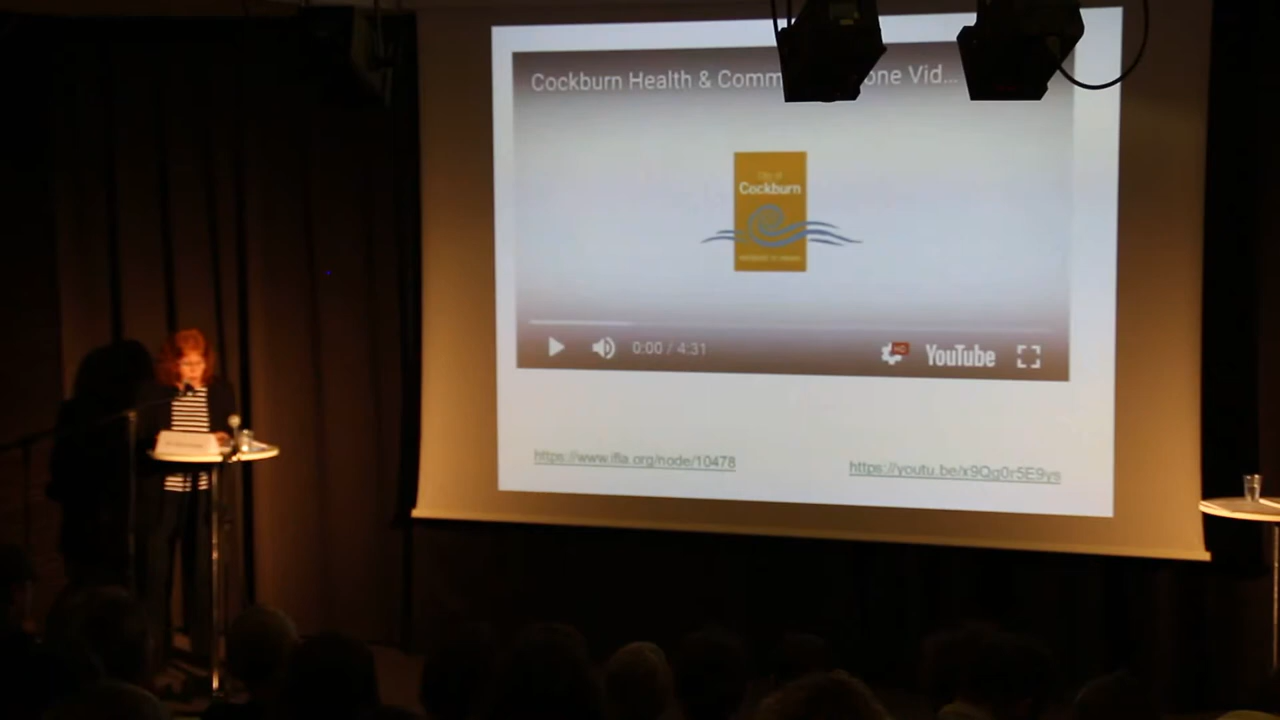 Cockburn Health & Comm one Vid...
City of
Cockburn
0:00 / 4:31
HD
YouTube
https://www.ifla.org/node/10478
https://youtu.be/x9Qg0r5E9ys